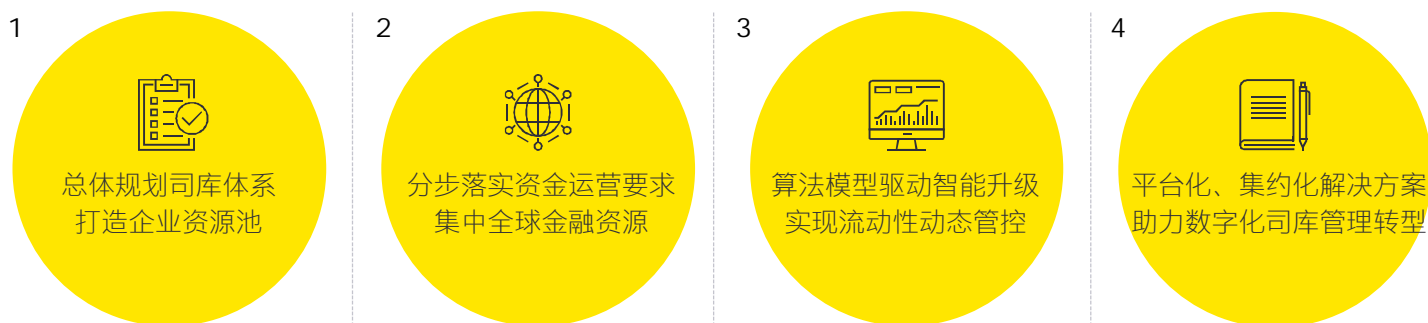 1
总体规划司库体系
打造企业资源池
2
分步落实资金运营要求
集中全球金融资源
3
算法模型驱动智能升级
实现流动性动态管控
4
平台化、集约化解决方案
助力数字化司库管理转型